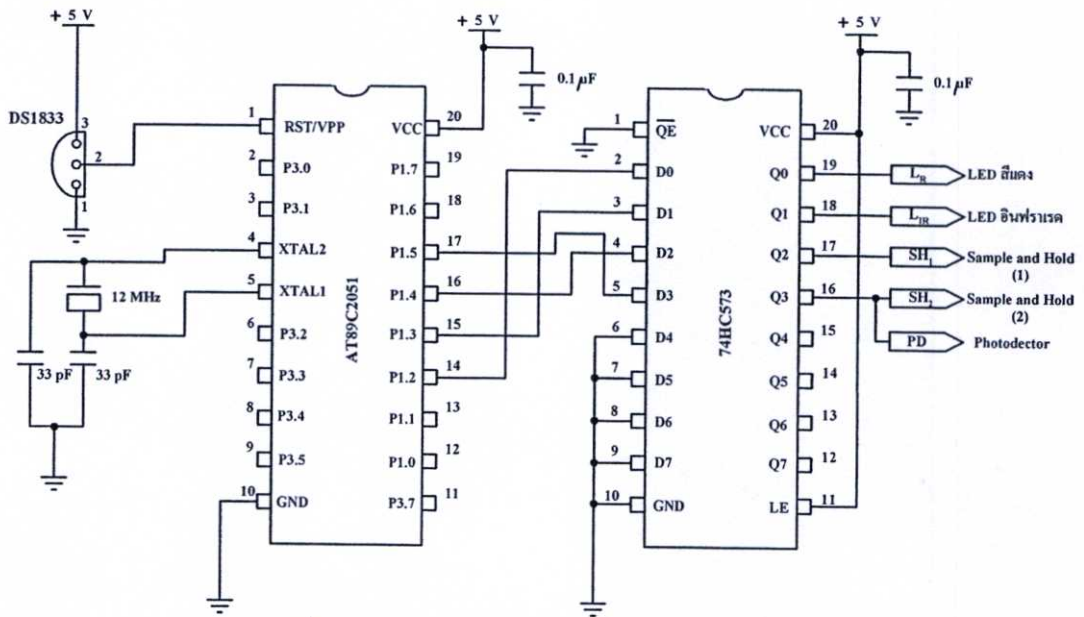 + 5 V
DS1833
3
2
1
12 MHz
33 pF
33 pF
+ 5 V
0.1 µF
AT89C2051
1 RST/VPP
2 P3.0
3 P3.1
4 XTAL2
5 XTAL1
6 P3.2
7 P3.3
8 P3.4
9 P3.5
10 GND
VCC 20
P1.7 19
P1.6 18
P1.5 17
P1.4 16
P1.3 15
P1.2 14
P1.1 13
P1.0 12
P3.7 11
+ 5 V
0.1 µF
74HC573
1 QE
2 D0
3 D1
4 D2
5 D3
6 D4
7 D5
8 D6
9 D7
10 GND
VCC 20
Q0 19
Q1 18
Q2 17
Q3 16
Q4 15
Q5 14
Q6 13
Q7 12
LE 11
LR LED สีแดง
LIR LED อินฟราเรด
SH1 Sample and Hold
(1)
SH2 Sample and Hold
(2)
PD Photodector